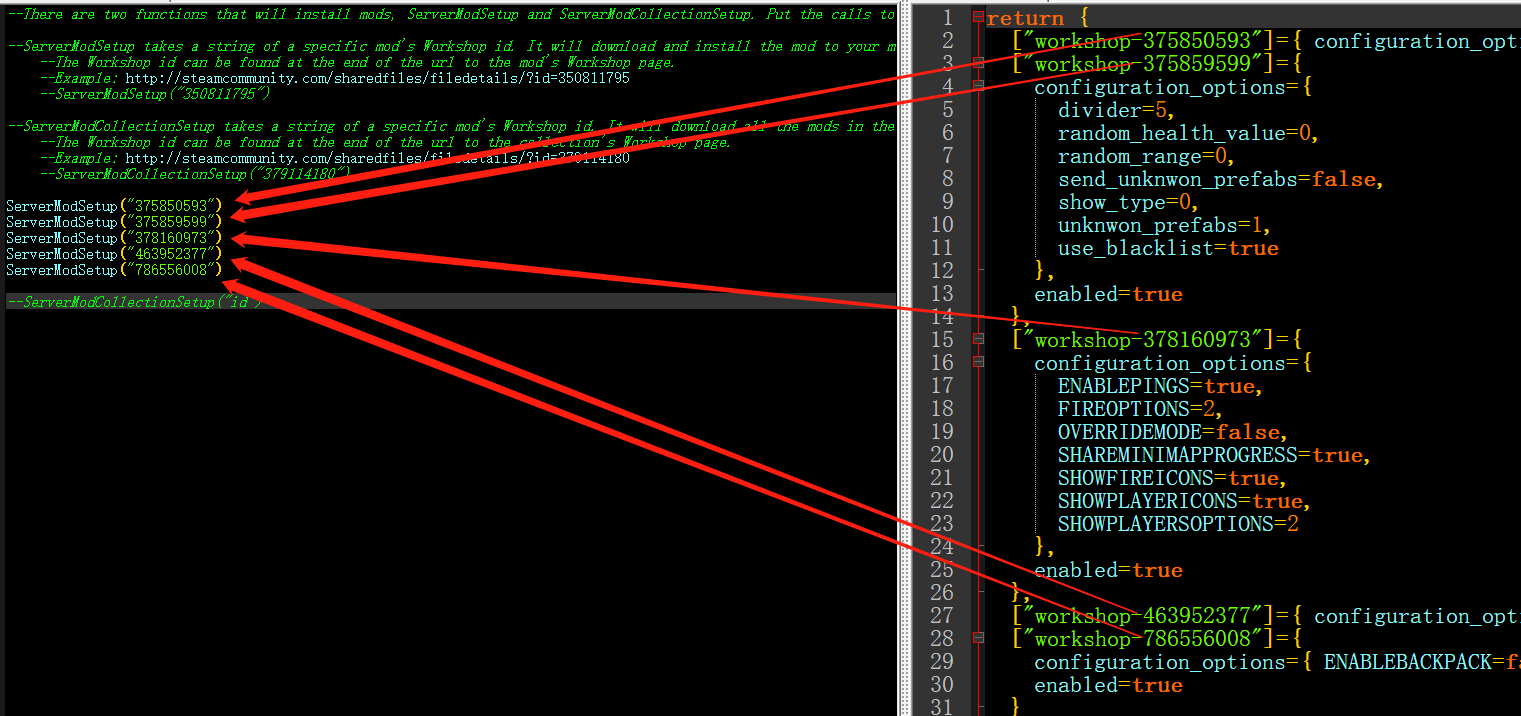 --There are two functions that will install mods, ServerModSetup and ServerModCollectionSetup. Put the calls to
--ServerModSetup takes a string of a specific mod's Workshop id. It will download and install the mod to your m
--The Workshop id can be found at the end of the url to the mod's Workshop page.
--Example: http://steamcommunity.com/sharedfiles/filedetails/?id=350811795
--ServerModSetup("350811795")
--ServerModCollectionSetup takes a string of a specific mod's Workshop id. It will download all the mods in the
--The Workshop id can be found at the end of the url to the collection's Workshop page.
--Example: http://steamcommunity.com/sharedfiles/filedetails/?id=379114180
--ServerModCollectionSetup("379114180")
ServerModSetup("375850593")
ServerModSetup("375859599")
ServerModSetup("378160973")
ServerModSetup("463952377")
ServerModSetup("786556008")
--ServerModCollectionSetup("id")
1 return {
2 ["workshop-375850593"]={ configuration_opti
3 ["workshop-375859599"]={
4 configuration_options={
5 divider=5,
6 random_health_value=0,
7 random_range=0,
8 send_unknwon_prefabs=false,
9 show_type=0,
10 unknwon_prefabs=1,
11 use_blacklist=true
12 },
13 enabled=true
14 },
15 ["workshop-378160973"]={
16 configuration_options={
17 ENABLEPINGS=true,
18 FIREOPTIONS=2,
19 OVERRIDEMODE=false,
20 SHAREMINIMAPPROGRESS=true,
21 SHOWFIREICONS=true,
22 SHOWPLAYERICONS=true,
23 SHOWPLAYERSOPTIONS=2
24 },
25 enabled=true
26 },
27 ["workshop-463952377"]={ configuration_opti
28 ["workshop-786556008"]={
29 configuration_options={ ENABLEBACKPACK=fa
30 enabled=true
31 }